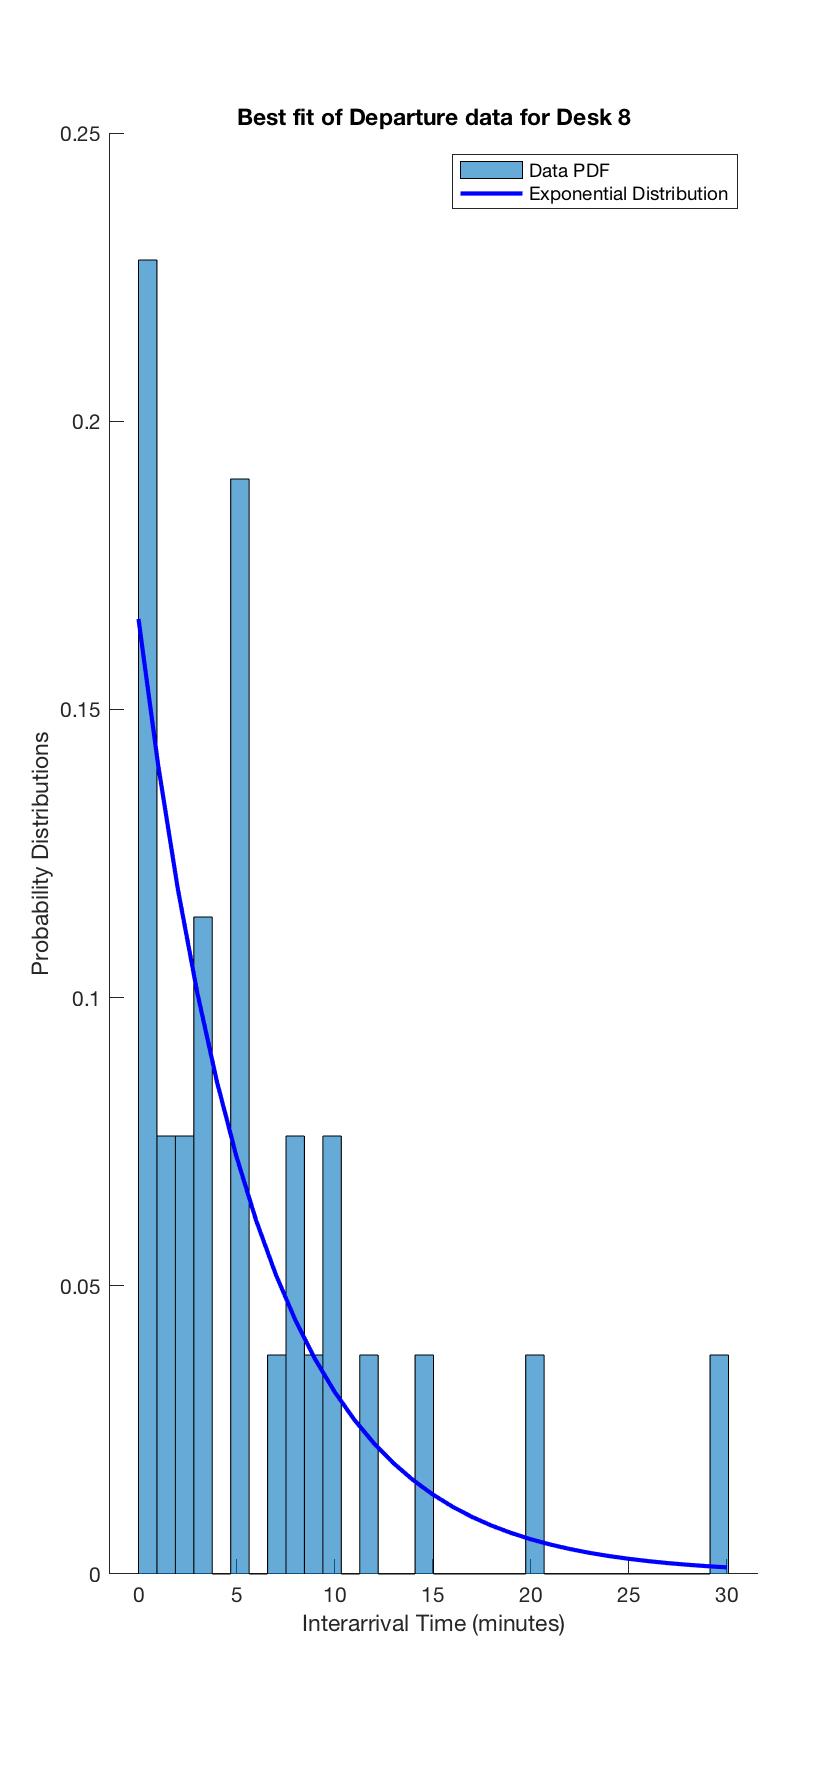 Best fit of Departure data for Desk 8
Data PDF
Exponential Distribution
0.25
0.2
0.15
0.1
0.05
0
Probability Distributions
0 5 10 15 20 25 30
Interarrival Time (minutes)